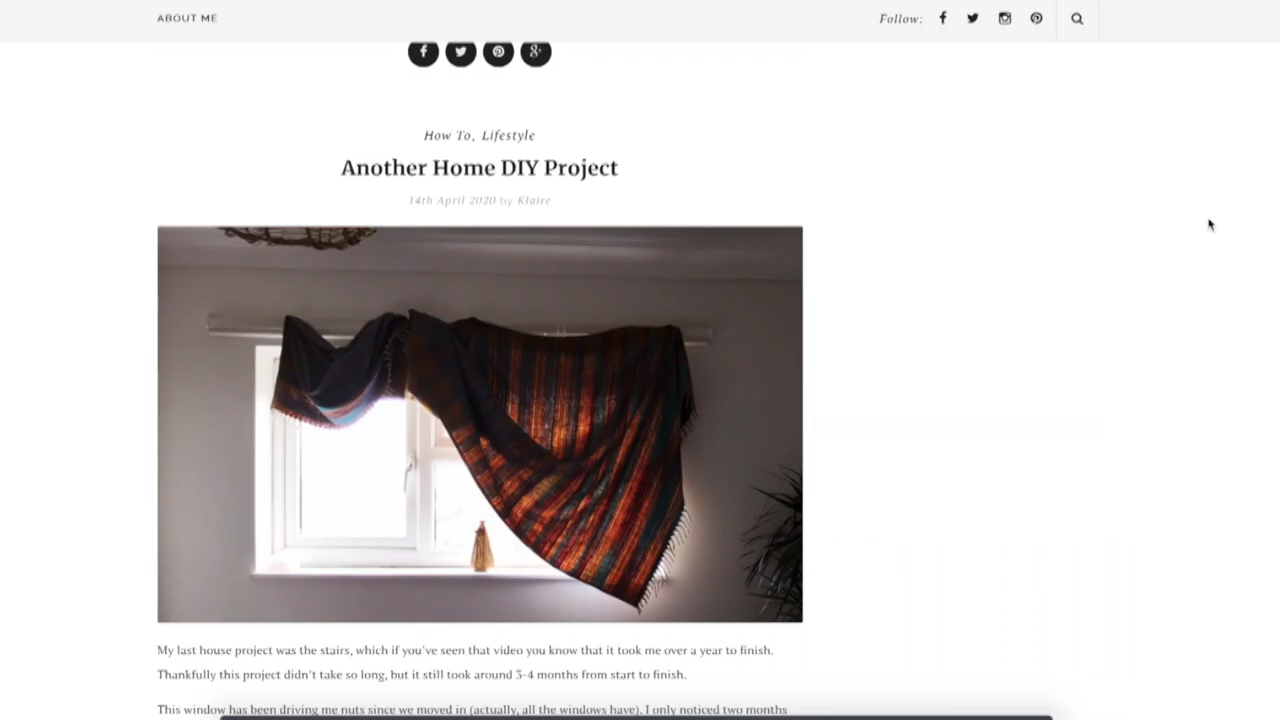 ABOUT ME
Follow:
How To, Lifestyle
Another Home DIY Project
14th April 2020 by Klaire
My last house project was the stairs, which if you've seen that video you know that it took me over a year to finish.
Thankfully this project didn't take so long, but it still took around 3-4 months from start to finish.
This window has been driving me nuts since we moved in (actually, all the windows have). I only noticed two months